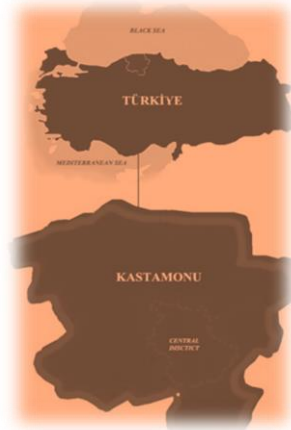 BLACK SEA
TÜRKİYE
MEDITERRANEAN SEA
KASTAMONU
CENTRAL
DISCTICT